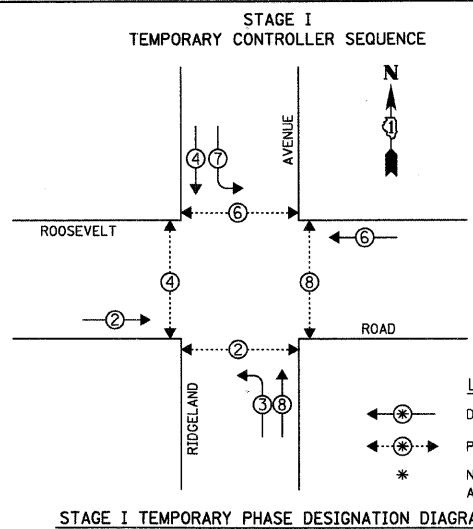 STAGE I
TEMPORARY CONTROLLER SEQUENCE
N
1
AVENUE
4 7
6
ROOSEVELT
6
4
8
2
ROAD
2
3 8
RIDGELAND
* D
* P
* N
A
STAGE I TEMPORARY PHASE DESIGNATION DIAGRA